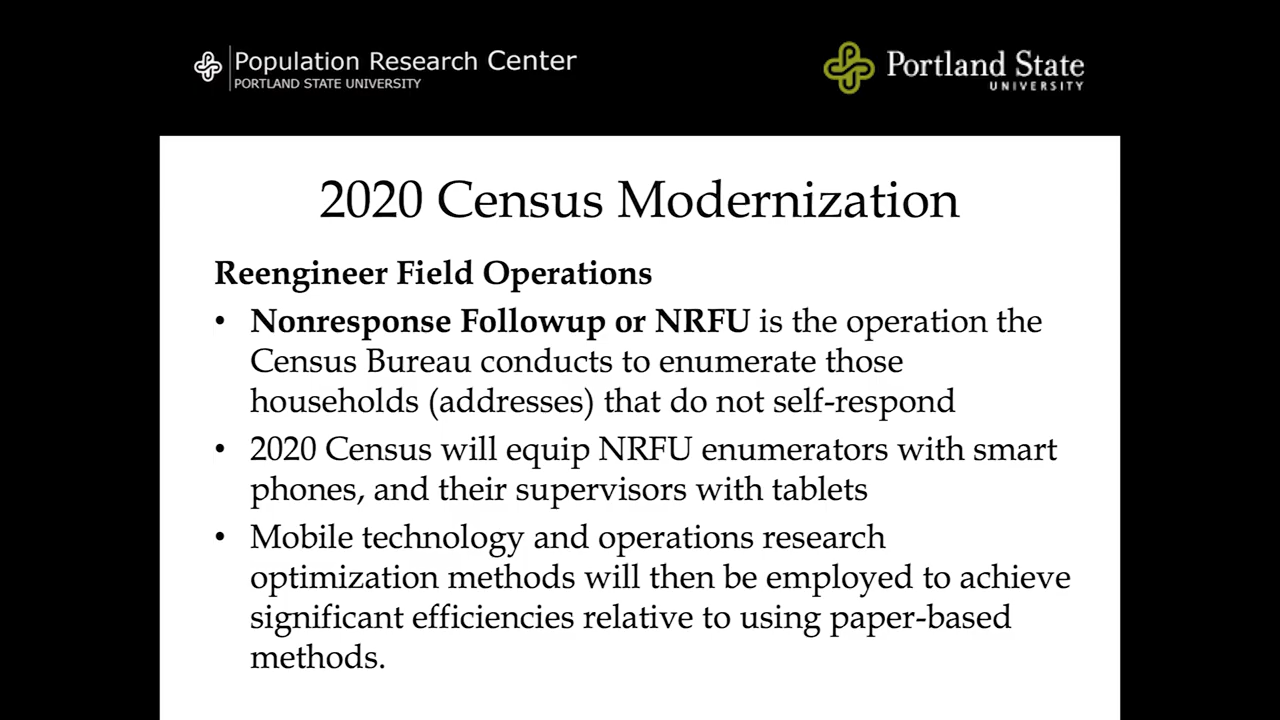 Population Research Center
PORTLAND STATE UNIVERSITY
Portland State
UNIVERSITY
2020 Census Modernization
Reengineer Field Operations
• Nonresponse Followup or NRFU is the operation the
Census Bureau conducts to enumerate those
households (addresses) that do not self-respond
• 2020 Census will equip NRFU enumerators with smart
phones, and their supervisors with tablets
• Mobile technology and operations research
optimization methods will then be employed to achieve
significant efficiencies relative to using paper-based
methods.